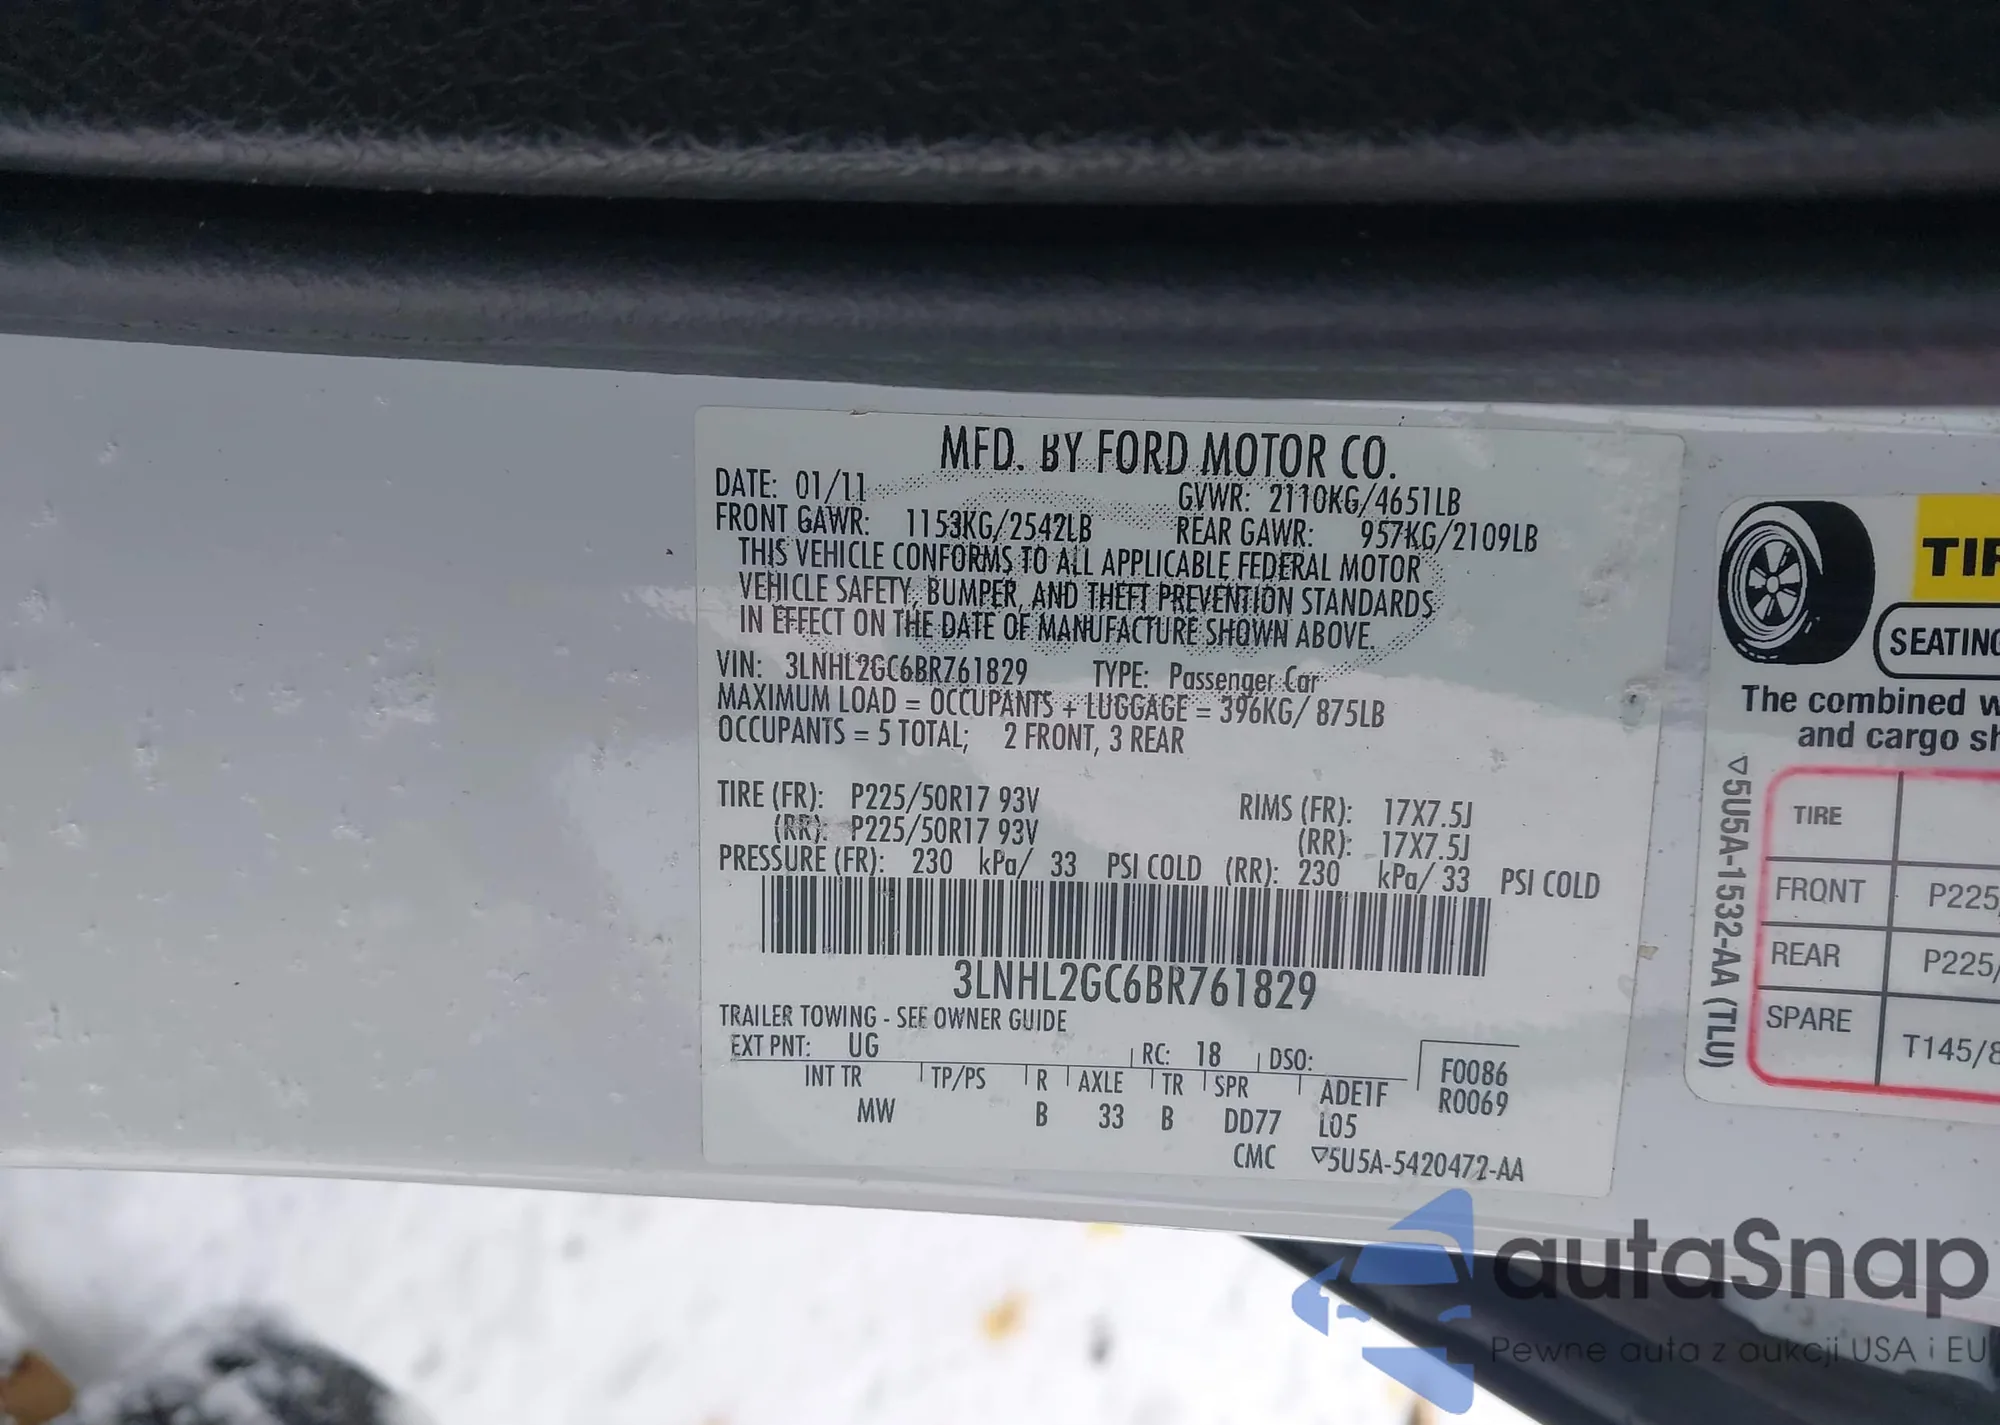 MFD. BY FORD MOTOR CO.
DATE: 01/11 GVWR: 2110KG/4651LB
FRONT GAWR: 1153KG/2542LB REAR GAWR: 957KG/2109LB
THIS VEHICLE CONFORMS TO ALL APPLICABLE FEDERAL MOTOR
VEHICLE SAFETY, BUMPER, AND THEFT PREVENTION STANDARDS
IN EFFECT ON THE DATE OF MANUFACTURE SHOWN ABOVE.
VIN: 3LNHL2GC6BR761829 TYPE: Passenger Car
MAXIMUM LOAD = OCCUPANTS + LUGGAGE = 396KG/ 875LB
OCCUPANTS = 5 TOTAL; 2 FRONT, 3 REAR
TIRE (FR): P225/50R17 93V RIMS (FR): 17X7.5J
(RR): P225/50R17 93V (RR): 17X7.5J
PRESSURE (FR): 230 kPa/ 33 PSI COLD (RR): 230 kPa/ 33 PSI COLD
3LNHL2GC6BR761829
TRAILER TOWING - SEE OWNER GUIDE
EXT PNT: UG RC: 18 DSO: F0086
INT TR TP/PS R AXLE TR SPR ADE1F R0069
MW B 33 B DD77 L05
CMC ▽5U5A-5420472-AA
TIR
SEATING
The combined w
and cargo sh
▽5U5A-1532-AA (TLU)
TIRE
FRONT P225/
REAR P225/
SPARE T145/8
autaSnap
Pewne auta z aukcji USA i EU